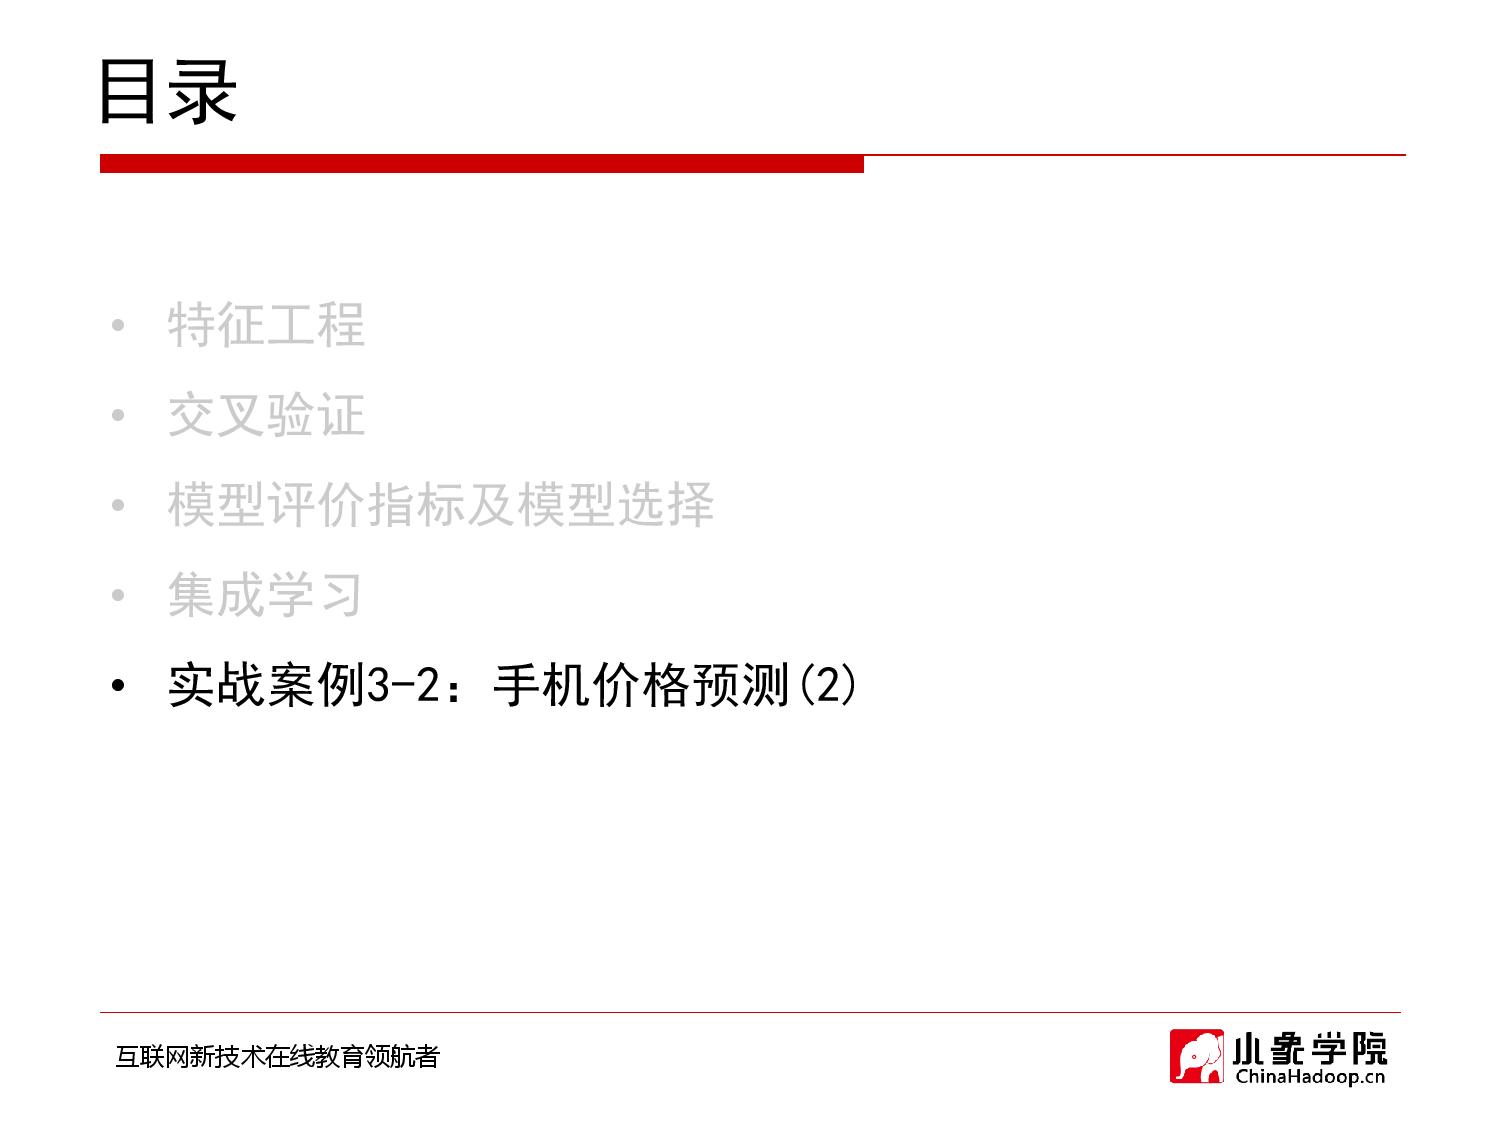 目录
• 特征工程
• 交叉验证
• 模型评价指标及模型选择
• 集成学习
• 实战案例3-2：手机价格预测(2)
互联网新技术在线教育领航者
小象学院
ChinaHadoop.cn